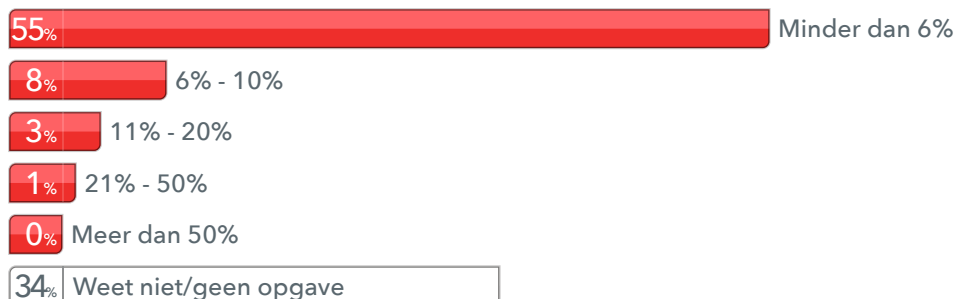 55% Minder dan 6%
8% 6% - 10%
3% 11% - 20%
1% 21% - 50%
0% Meer dan 50%
34% Weet niet/geen opgave